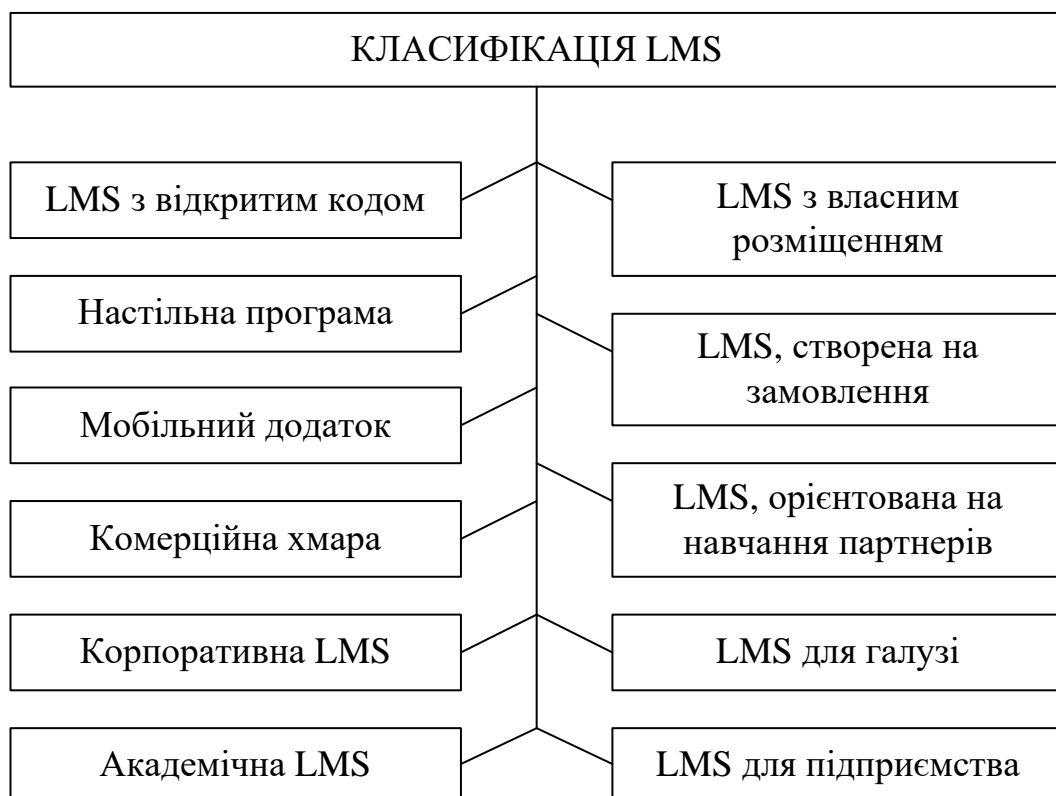 КЛАСИФІКАЦІЯ LMS
LMS з відкритим кодом
Настільна програма
Мобільний додаток
Комерційна хмара
Корпоративна LMS
Академічна LMS
LMS з власним
розміщенням
LMS, створена на
замовлення
LMS, орієнтована на
навчання партнерів
LMS для галузі
LMS для підприємства